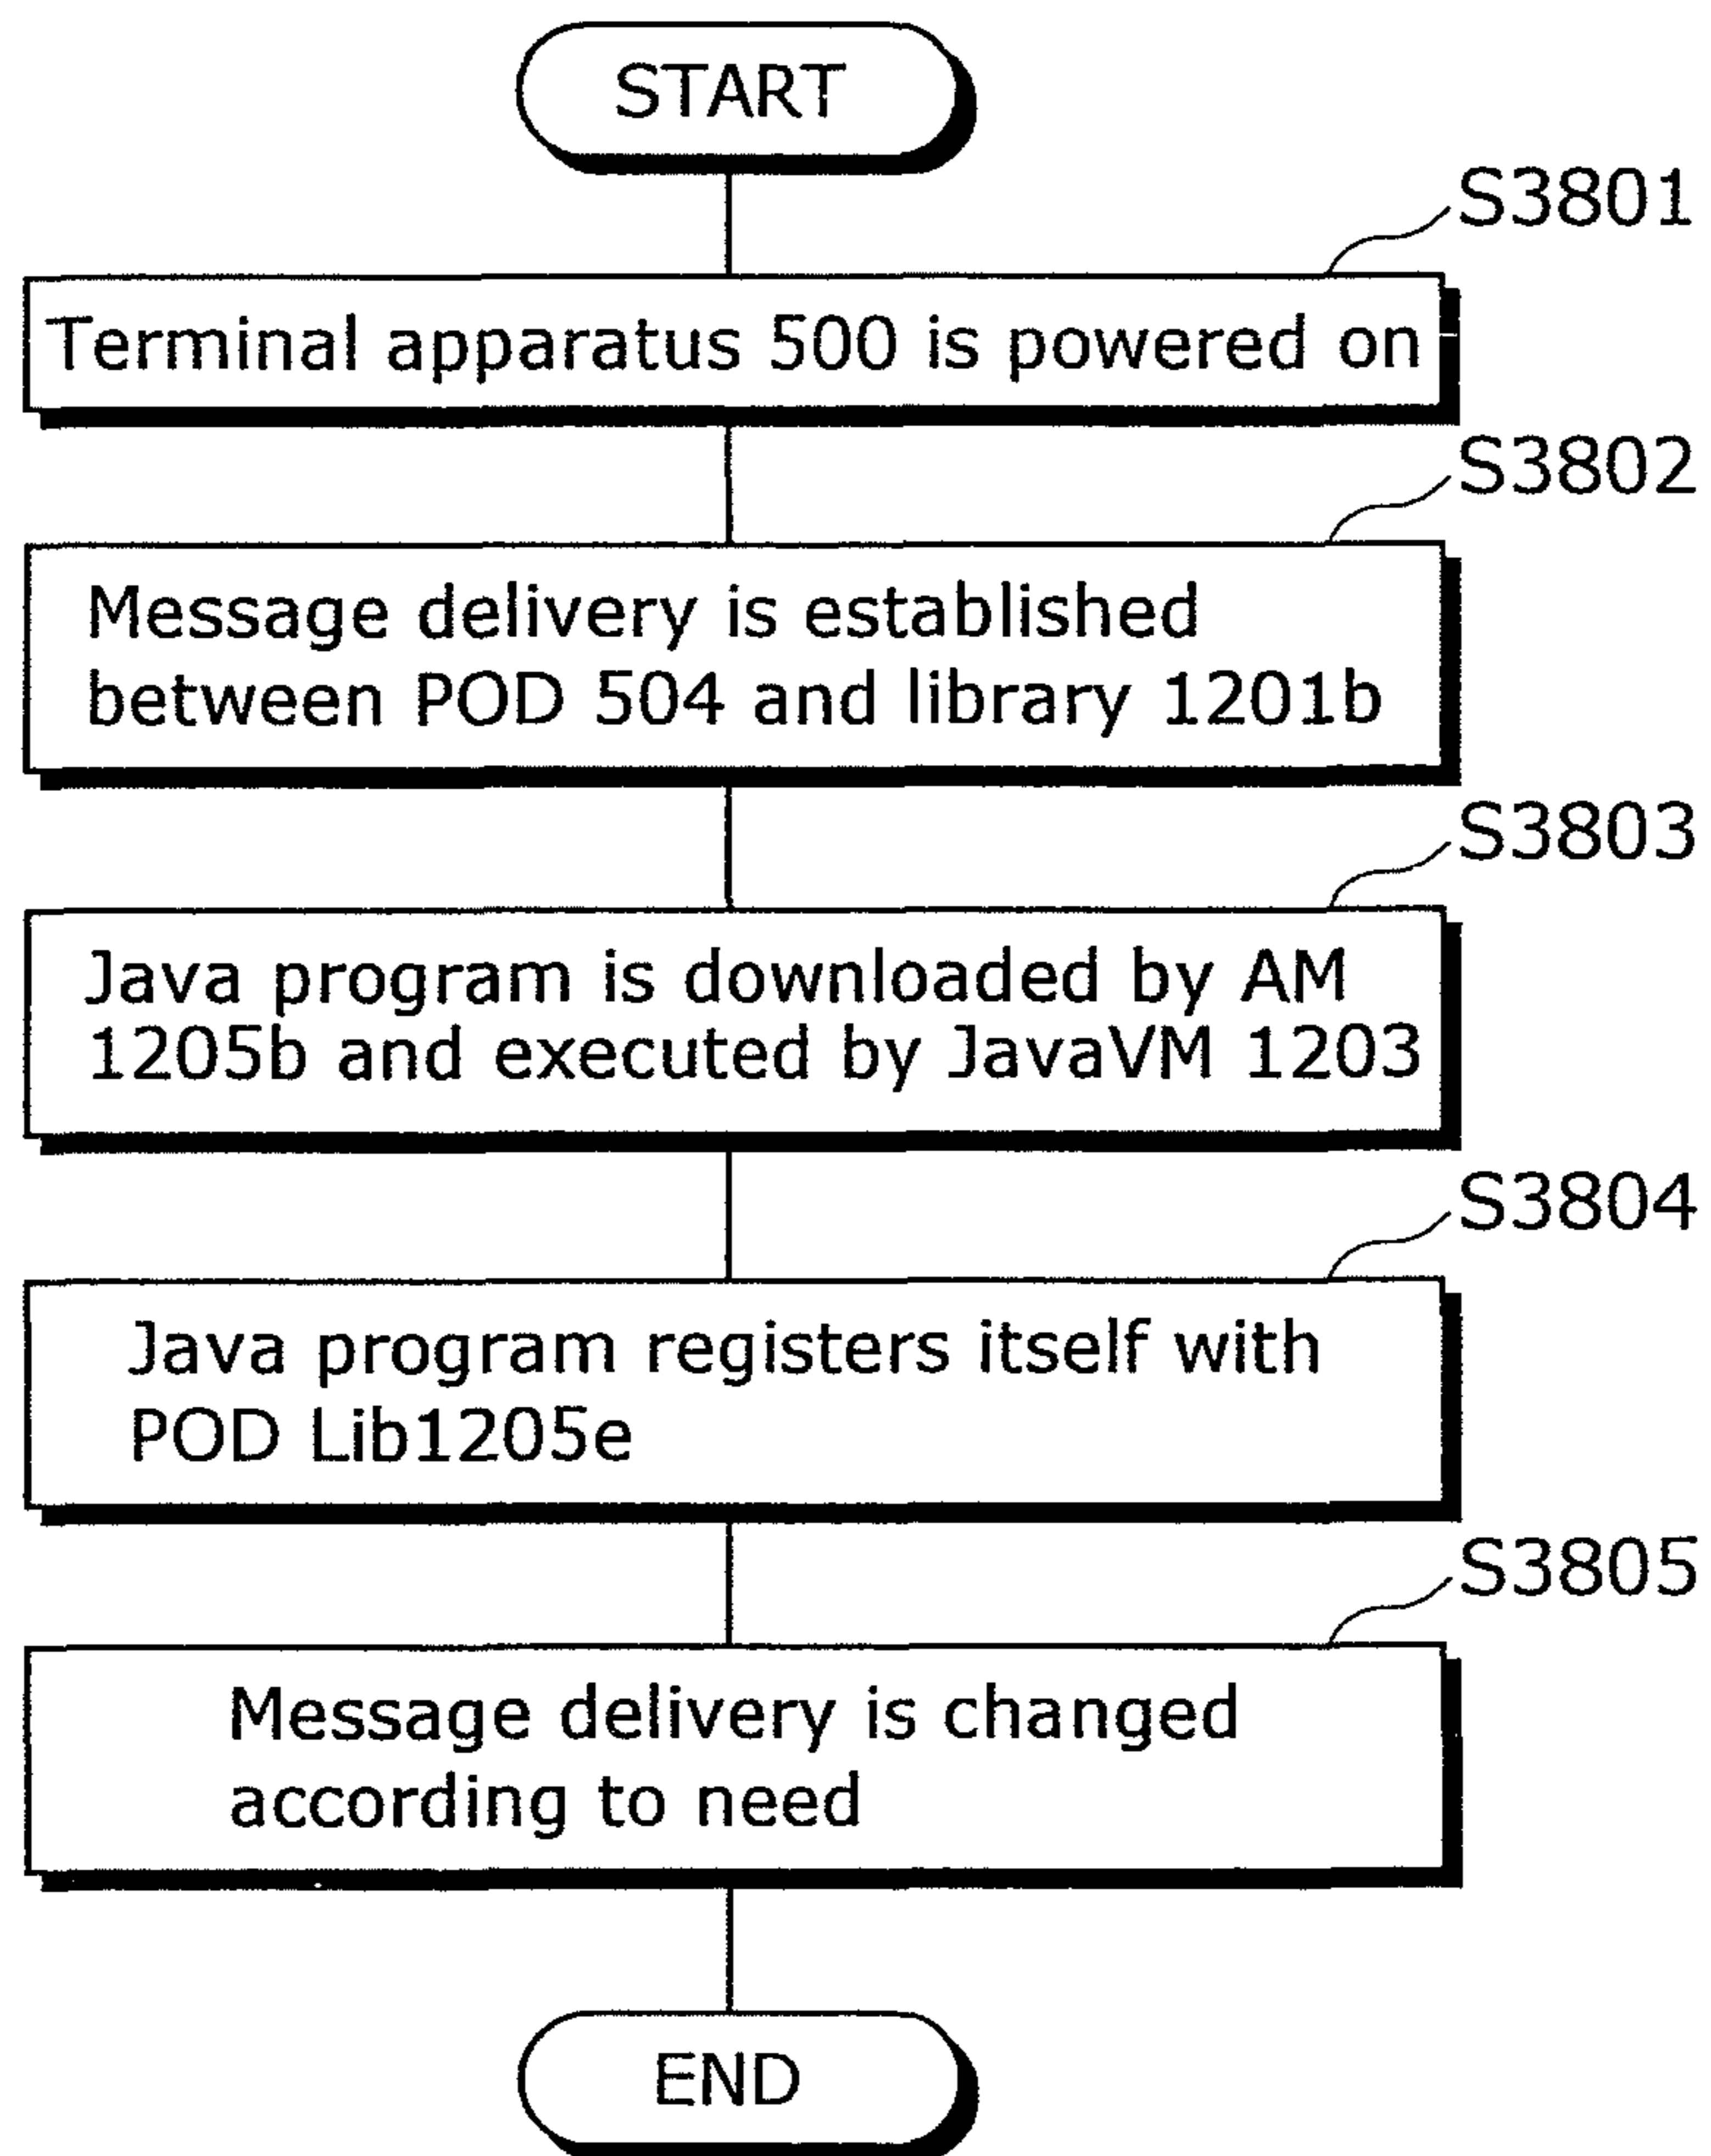 START
S3801
Terminal apparatus 500 is powered on
S3802
Message delivery is established
between POD 504 and library 1201b
S3803
Java program is downloaded by AM
1205b and executed by JavaVM 1203
S3804
Java program registers itself with
POD Lib1205e
S3805
Message delivery is changed
according to need
END